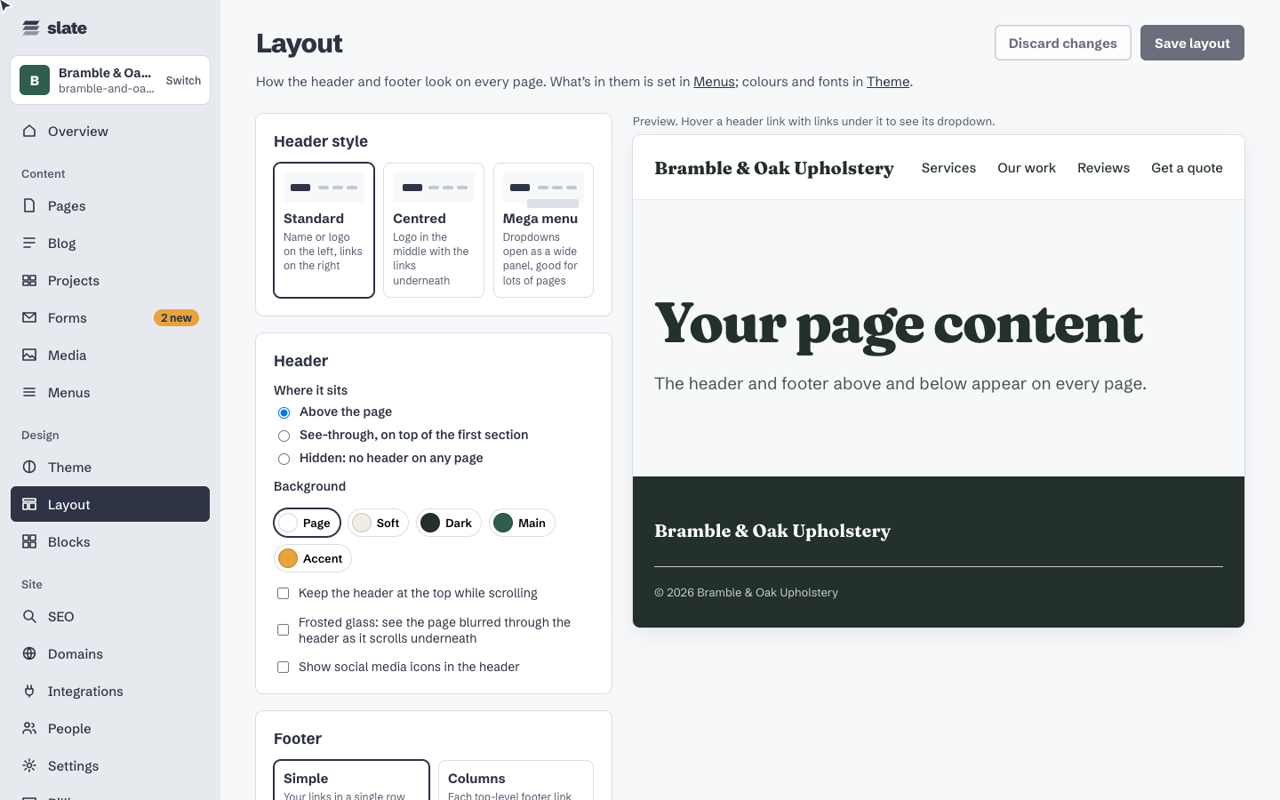 slate
B
Bramble & Oa...
bramble-and-oa...
Switch
Overview
Content
Pages
Blog
Projects
Forms
2 new
Media
Menus
Design
Theme
Layout
Blocks
Site
SEO
Domains
Integrations
People
Settings
Layout
Discard changes
Save layout
How the header and footer look on every page. What's in them is set in Menus; colours and fonts in Theme.
Header style
Standard
Name or logo
on the left, links
on the right
Centred
Logo in the
middle with the
links
underneath
Mega menu
Dropdowns
open as a wide
panel, good for
lots of pages
Header
Where it sits
Above the page
See-through, on top of the first section
Hidden: no header on any page
Background
Page
Soft
Dark
Main
Accent
Keep the header at the top while scrolling
Frosted glass: see the page blurred through the
header as it scrolls underneath
Show social media icons in the header
Footer
Simple
Your links in a single row
Columns
Each top-level footer link
Preview. Hover a header link with links under it to see its dropdown.
Bramble & Oak Upholstery
Services
Our work
Reviews
Get a quote
Your page content
The header and footer above and below appear on every page.
Bramble & Oak Upholstery
© 2026 Bramble & Oak Upholstery